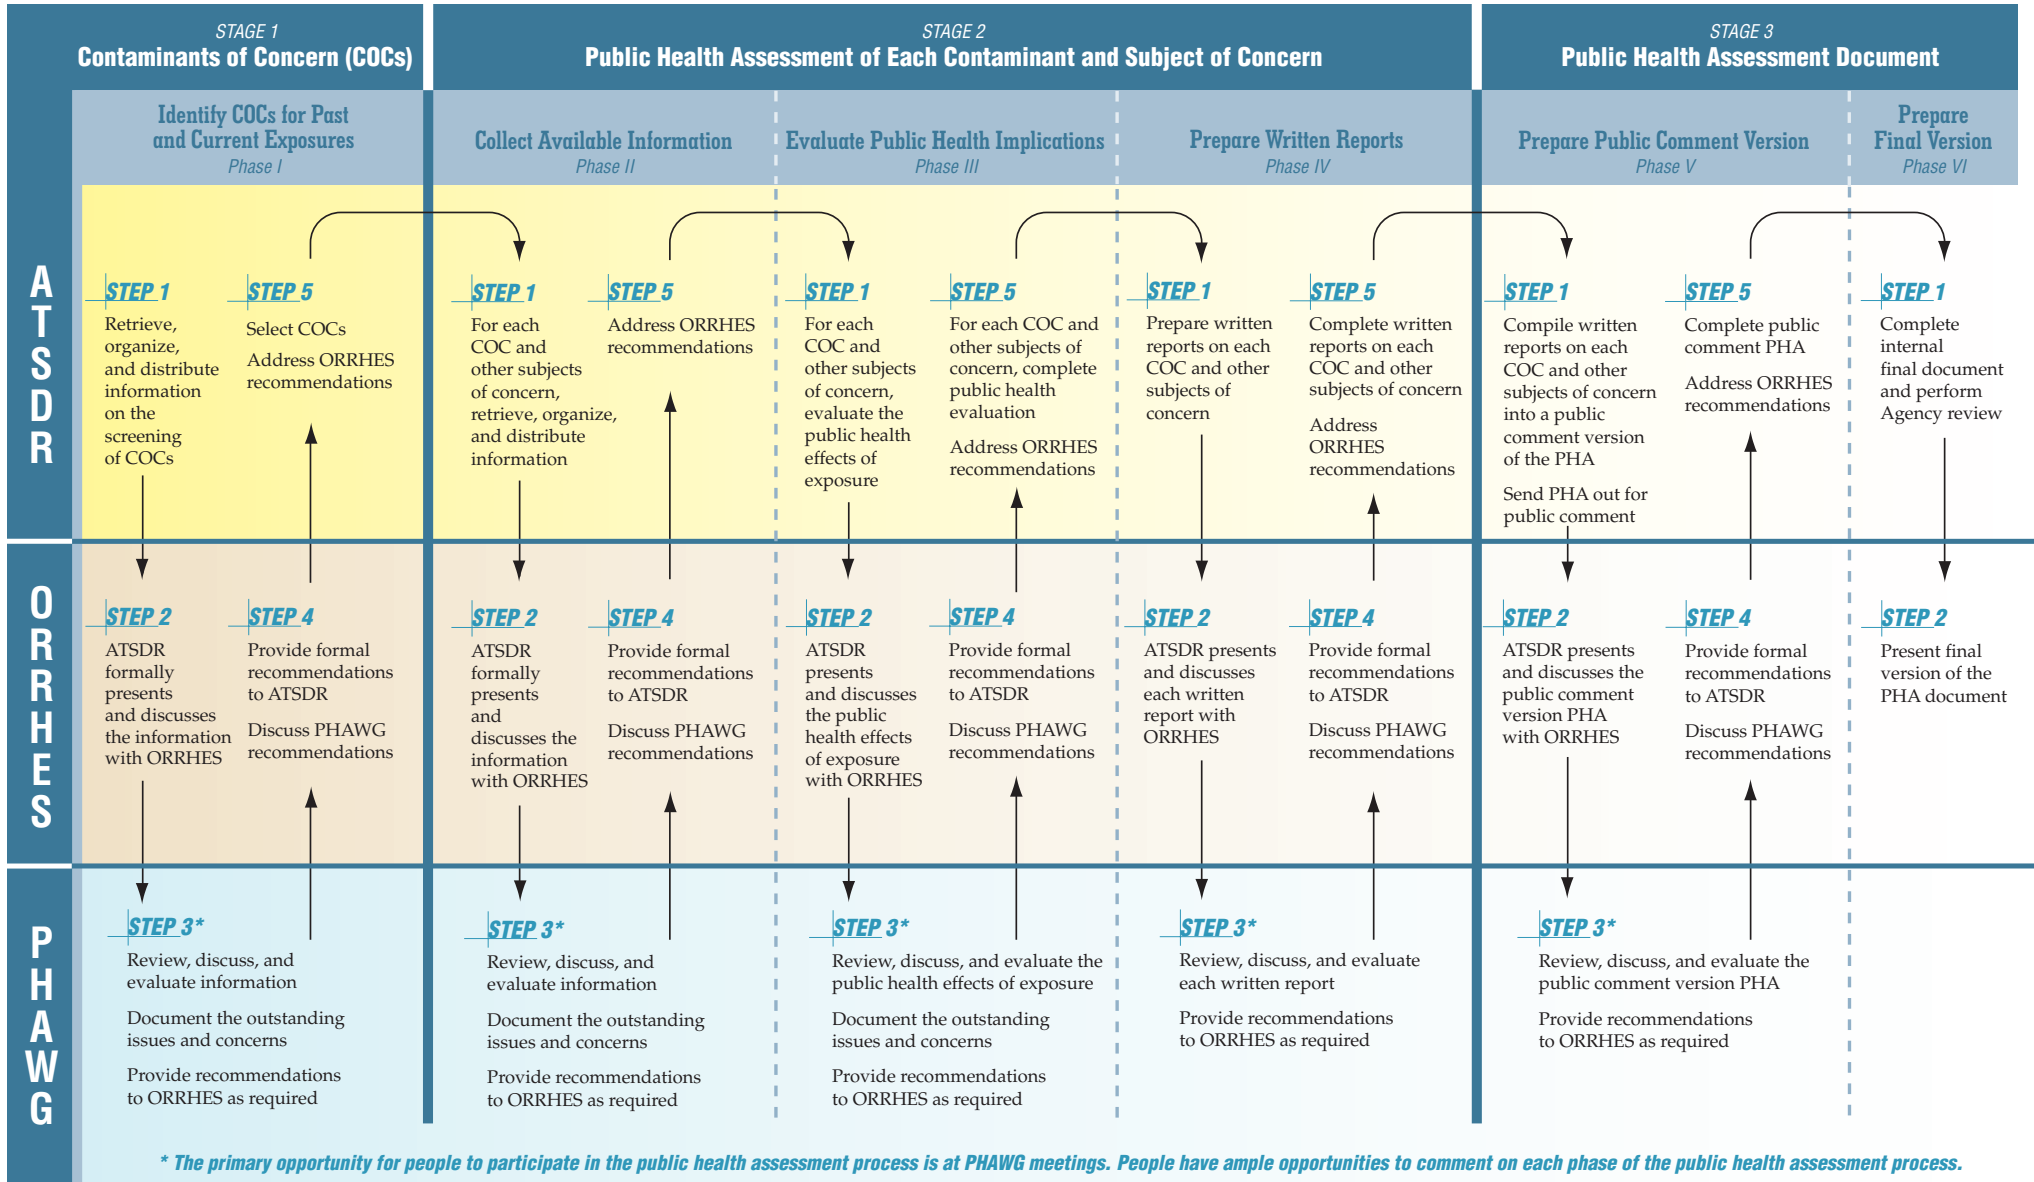 STAGE 1
Contaminants of Concern (COCs)
STAGE 2
Public Health Assessment of Each Contaminant and Subject of Concern
STAGE 3
Public Health Assessment Document
Identify COCs for Past
and Current Exposures
Phase I
Collect Available Information
Phase II
Evaluate Public Health Implications
Phase III
Prepare Written Reports
Phase IV
Prepare Public Comment Version
Phase V
Prepare
Final Version
Phase VI
ATSDR
STEP 1
Retrieve,
organize,
and distribute
information
on the
screening
of COCs
STEP 5
Select COCs
Address ORRHES
recommendations
STEP 1
For each
COC and
other subjects
of concern,
retrieve, organize,
and distribute
information
STEP 5
Address ORRHES
recommendations
STEP 1
For each
COC and
other subjects
of concern,
evaluate the
public health
effects of
exposure
STEP 5
For each COC and
other subjects of
concern, complete
public health
evaluation
Address ORRHES
recommendations
STEP 1
Prepare written
reports on each
COC and other
subjects of
concern
STEP 5
Complete written
reports on each
COC and other
subjects of concern
Address
ORRHES
recommendations
STEP 1
Compile written
reports on each
COC and other
subjects of concern
into a public
comment version
of the PHA
Send PHA out for
public comment
STEP 5
Complete public
comment PHA
Address ORRHES
recommendations
STEP 1
Complete
internal
final document
and perform
Agency review
ORRHES
STEP 2
ATSDR
formally
presents
and discusses
the information
with ORRHES
STEP 4
Provide formal
recommendations
to ATSDR
Discuss PHAWG
recommendations
STEP 2
ATSDR
formally
presents
and
discusses the
information
with ORRHES
STEP 4
Provide formal
recommendations
to ATSDR
Discuss PHAWG
recommendations
STEP 2
ATSDR
presents
and discusses
the public
health effects
of exposure
with ORRHES
STEP 4
Provide formal
recommendations
to ATSDR
Discuss PHAWG
recommendations
STEP 2
ATSDR presents
and discusses
each written
report with
ORRHES
STEP 4
Provide formal
recommendations
to ATSDR
Discuss PHAWG
recommendations
STEP 2
ATSDR presents
and discusses the
public comment
version PHA
with ORRHES
STEP 4
Provide formal
recommendations
to ATSDR
Discuss PHAWG
recommendations
STEP 2
Present final
version of the
PHA document
PHAWG
STEP 3*
Review, discuss, and
evaluate information
Document the outstanding
issues and concerns
Provide recommendations
to ORRHES as required
STEP 3*
Review, discuss, and
evaluate information
Document the outstanding
issues and concerns
Provide recommendations
to ORRHES as required
STEP 3*
Review, discuss, and evaluate the
public health effects of exposure
Document the outstanding
issues and concerns
Provide recommendations
to ORRHES as required
STEP 3*
Review, discuss, and evaluate
each written report
Provide recommendations
to ORRHES as required
STEP 3*
Review, discuss, and evaluate the
public comment version PHA
Provide recommendations
to ORRHES as required
* The primary opportunity for people to participate in the public health assessment process is at PHAWG meetings. People have ample opportunities to comment on each phase of the public health assessment process.